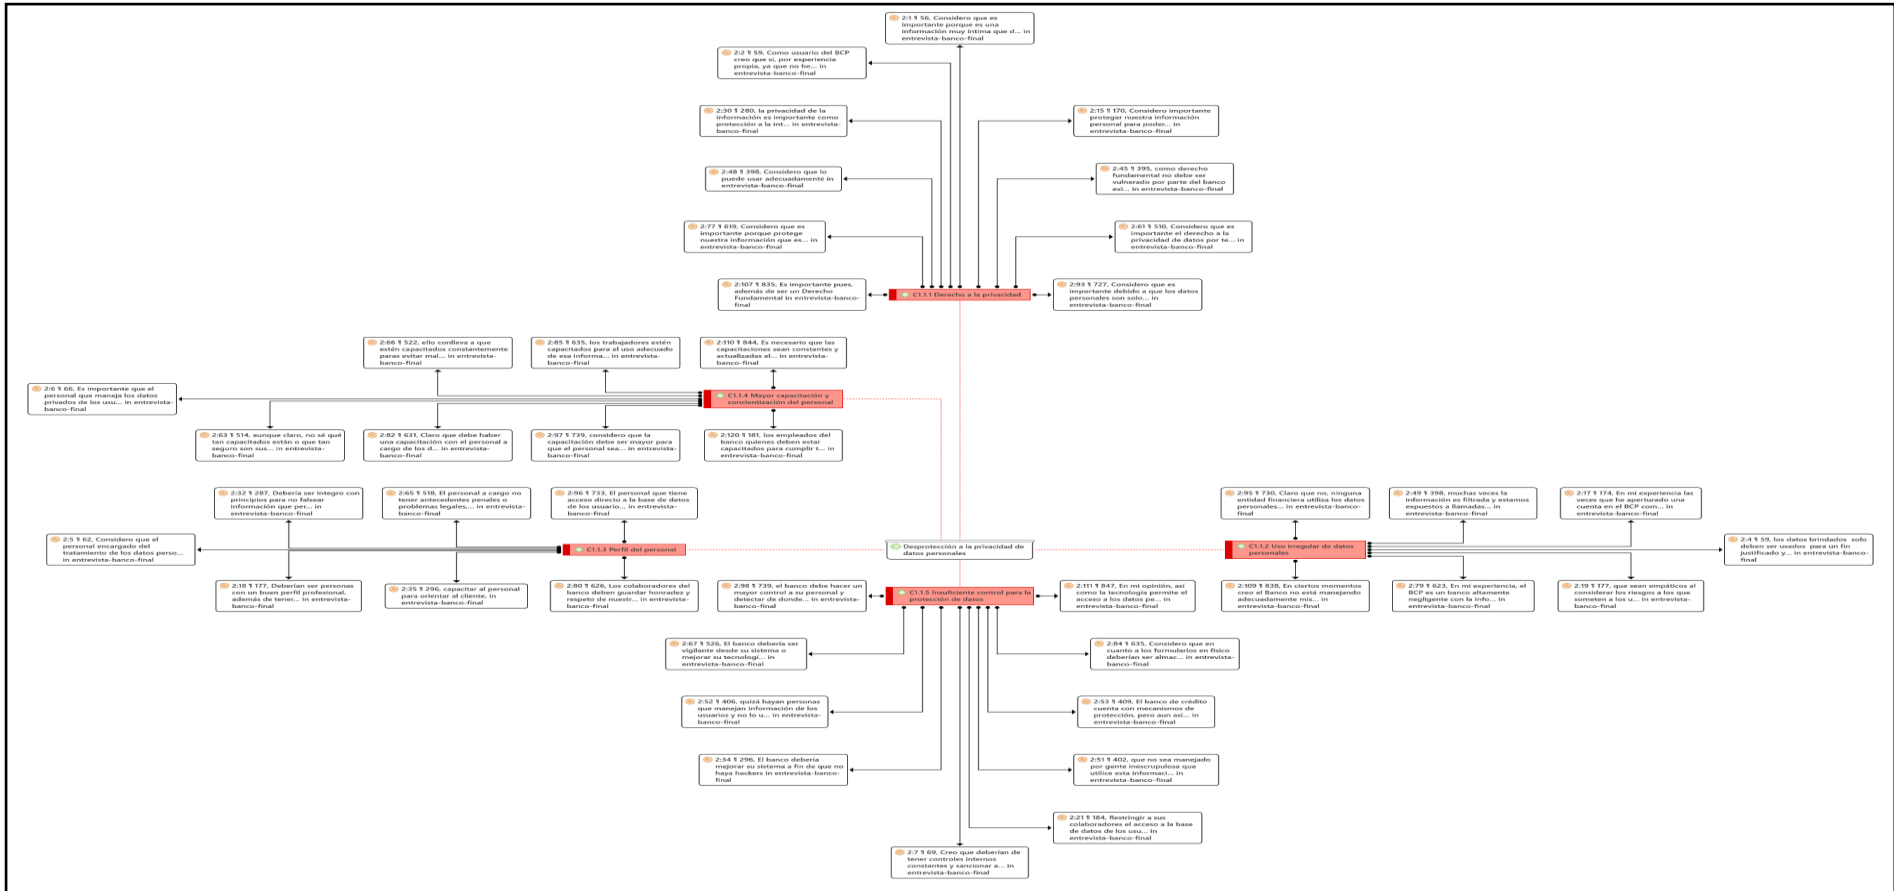 2:1 ¶ 56, Considero que es
importante porque es una
información muy íntima que d... in
entrevista-banco-final
2:2 ¶ 59, Como usuario del BCP
creo que si, por experiencia
propia, ya que no he... in
entrevista-banco-final
2:30 ¶ 280, la privacidad de la
información es importante como
protección a la int... in entrevista-
banco-final
2:15 ¶ 170, Considero importante
proteger nuestra información
personal para poder... in
entrevista-banco-final
2:48 ¶ 398, Considero que lo
puede usar adecuadamente in
entrevista-banco-final
2:45 ¶ 395, como derecho
fundamental no debe ser
vulnerado por parte del banco
exi... in entrevista-banco-final
2:77 ¶ 619, Considero que es
importante porque protege
nuestra información que es... in
entrevista-banco-final
2:61 ¶ 510, Considero que es
importante el derecho a la
privacidad de datos por te... in
entrevista-banco-final
2:107 ¶ 835, Es importante pues,
además de ser un Derecho
Fundamental in entrevista-banco-
final
C1.1.1 Derecho a la privacidad
2:93 ¶ 727, Considero que es
importante debido a que los datos
personales son solo... in
entrevista-banco-final
2:66 ¶ 522, ello conlleva a que
estén capacitados constantemente
paras evitar mal... in entrevista-
banco-final
2:85 ¶ 635, los trabajadores estén
capacitados para el uso adecuado
de esa informa... in entrevista-
banco-final
2:110 ¶ 844, Es necesario que las
capacitaciones sean constantes y
actualizadas el... in entrevista-
banco-final
2:6 ¶ 66, Es importante que el
personal que maneja los datos
privados de los usu... in entrevista-
banco-final
C1.1.4 Mayor capacitación y
concientización del personal
2:63 ¶ 514, aunque claro, no sé qué
tan capacitados están o que tan
seguro son sus... in entrevista-
banco-final
2:82 ¶ 631, Claro que debe haber
una capacitación con el personal a
cargo de los d... in entrevista-
banco-final
2:97 ¶ 739, considero que la
capacitación debe ser mayor para
que el personal sea... in entrevista-
banco-final
2:120 ¶ 181, los empleados del
banco quienes deben estar
capacitados para cumplir t... in
entrevista-banco-final
2:32 ¶ 287, Debería ser integro con
principios para no falsear
información que per... in
entrevista-banco-final
2:65 ¶ 518, El personal a cargo no
tener antecedentes penales o
problemas legales,... in entrevista-
banco-final
2:96 ¶ 733, El personal que tiene
acceso directo a la base de datos
de los usuario... in entrevista-
banco-final
2:95 ¶ 730, Claro que no, ninguna
entidad financiera utiliza los datos
personales... in entrevista-banco-
final
2:49 ¶ 398, muchas veces la
información es filtrada y estamos
expuestos a llamadas... in
entrevista-banco-final
2:17 ¶ 174, En mi experiencia las
veces que he aperturado una
cuenta en el BCP com... in
entrevista-banco-final
2:5 ¶ 62, Considero que el
personal encargado del
tratamiento de los datos perso...
in entrevista-banco-final
C1.1.3 Perfil del personal
Desprotección a la privacidad de
datos personales
C1.1.2 Uso irregular de datos
personales
2:4 ¶ 59, los datos brindados  solo
deben ser usados  para un fin
justificado y... in entrevista-banco-
final
2:18 ¶ 177, Deberían ser personas
con un buen perfil profesional,
además de tener... in entrevista-
banco-final
2:35 ¶ 296, capacitar al personal
para orientar al cliente, in
entrevista-banco-final
2:80 ¶ 626, Los colaboradores del
banco deben guardar honradez y
respeto de nuestr... in entrevista-
banco-final
2:98 ¶ 739, el banco debe hacer un
mayor control a su personal y
detectar de donde... in entrevista-
banco-final
C1.1.5 Insuficiente control para la
protección de datos
2:111 ¶ 847, En mi opinión, así
como la tecnología permite el
acceso a los datos pe... in
entrevista-banco-final
2:109 ¶ 838, En ciertos momentos
creo el Banco no está manejando
adecuadamente mis... in
entrevista-banco-final
2:79 ¶ 623, En mi experiencia, el
BCP es un banco altamente
negligente con la info... in
entrevista-banco-final
2:19 ¶ 177, que sean empáticos al
considerar los riesgos a los que
someten a los u... in entrevista-
banco-final
2:67 ¶ 526, El banco debería ser
vigilante desde su sistema o
mejorar su tecnologí... in
entrevista-banco-final
2:84 ¶ 635, Considero que en
cuanto a los formularios en físico
deberían ser almac... in entrevista-
banco-final
2:52 ¶ 406, quizá hayan personas
que manejan información de los
usuarios y no lo u... in entrevista-
banco-final
2:53 ¶ 409, El banco de crédito
cuenta con mecanismos de
protección, pero aun así... in
entrevista-banco-final
2:34 ¶ 296, El banco debería
mejorar su sistema a fin de que no
haya hackers in entrevista-banco-
final
2:51 ¶ 402, que no sea manejado
por gente inescrupulosa que
utilice esta informaci... in
entrevista-banco-final
2:21 ¶ 184, Restringir a sus
colaboradores el acceso a la base
de datos de los usu... in
entrevista-banco-final
2:7 ¶ 69, Creo que deberían de
tener controles internos
constantes y sancionar a... in
entrevista-banco-final